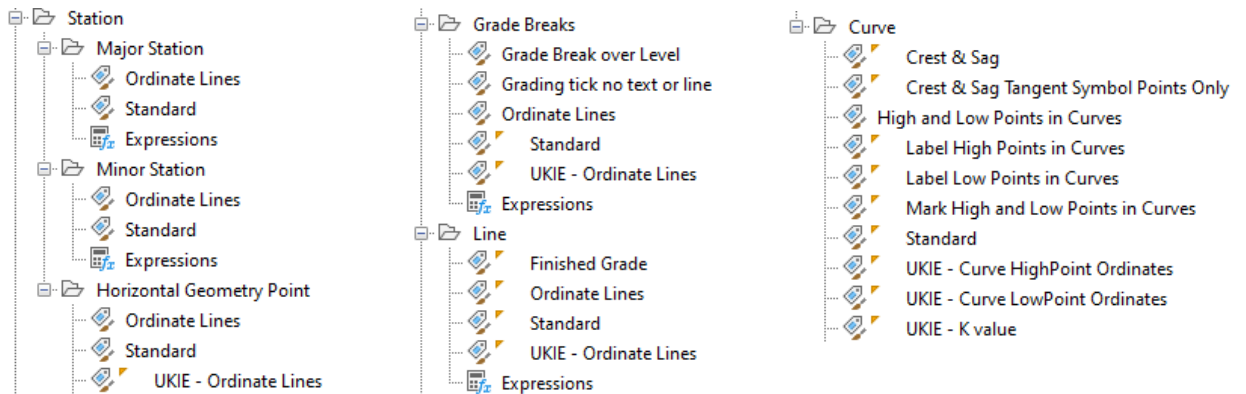 Station
Major Station
Ordinate Lines
Standard
Expressions
Minor Station
Ordinate Lines
Standard
Expressions
Horizontal Geometry Point
Ordinate Lines
Standard
UKIE - Ordinate Lines
Grade Breaks
Grade Break over Level
Grading tick no text or line
Ordinate Lines
Standard
UKIE - Ordinate Lines
Expressions
Line
Finished Grade
Ordinate Lines
Standard
UKIE - Ordinate Lines
Expressions
Curve
Crest & Sag
Crest & Sag Tangent Symbol Points Only
High and Low Points in Curves
Label High Points in Curves
Label Low Points in Curves
Mark High and Low Points in Curves
Standard
UKIE - Curve HighPoint Ordinates
UKIE - Curve LowPoint Ordinates
UKIE - K value